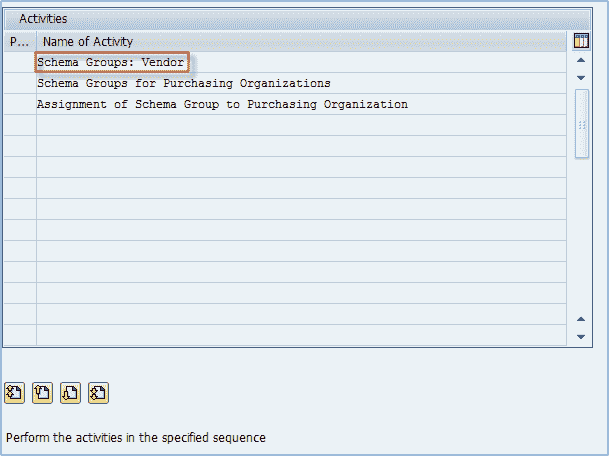 Activities
P... Name of Activity
Schema Groups: Vendor
Schema Groups for Purchasing Organizations
Assignment of Schema Group to Purchasing Organization
Perform the activities in the specified sequence